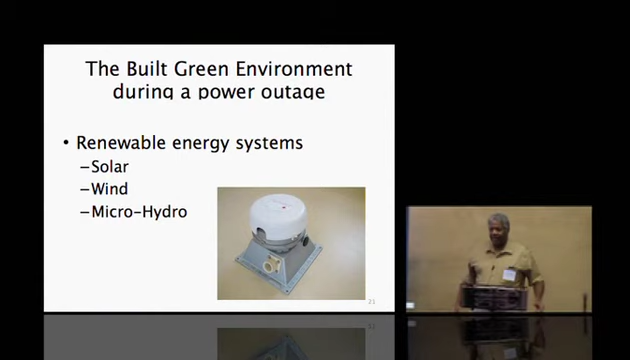 The Built Green Environment
during a power outage
• Renewable energy systems
–Solar
–Wind
–Micro-Hydro
21